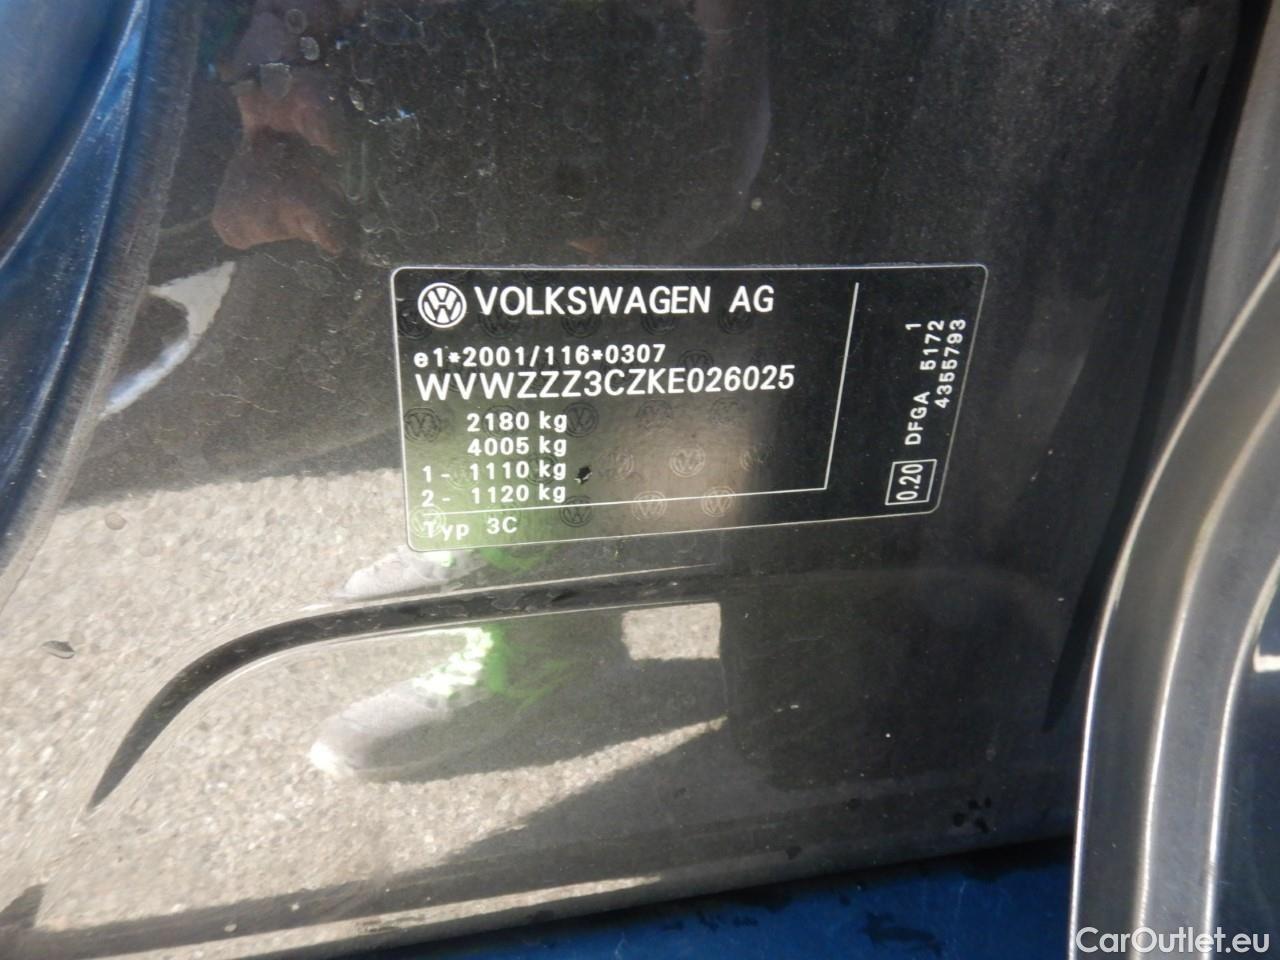 VOLKSWAGEN AG
e1*2001/116*0307
WVWZZZ3CZKE026025
2180 kg
4005 kg
1 - 1110 kg
2 - 1120 kg
Typ 3C
0.20 DFGA 5172 1
4355793
CarOutlet.eu